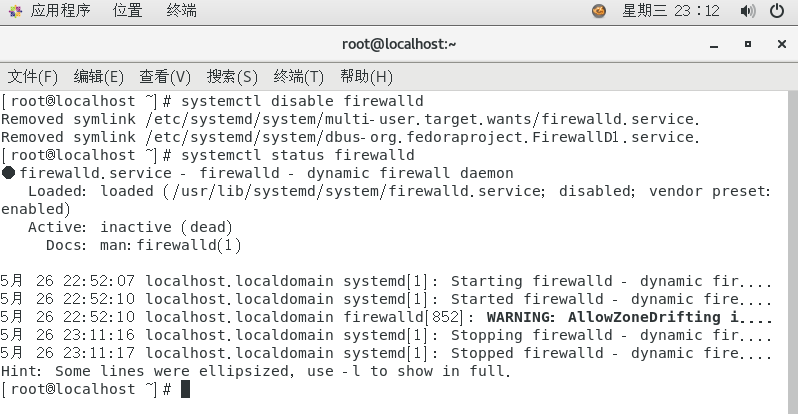 应用程序 位置 终端 星期三 23：12
root@localhost:~
文件(F) 编辑(E) 查看(V) 搜索(S) 终端(T) 帮助(H)
[root@localhost ~]# systemctl disable firewalld
Removed symlink /etc/systemd/system/multi-user.target.wants/firewalld.service.
Removed symlink /etc/systemd/system/dbus-org.fedoraproject.FirewallD1.service.
[root@localhost ~]# systemctl status firewalld
● firewalld.service - firewalld - dynamic firewall daemon
Loaded: loaded (/usr/lib/systemd/system/firewalld.service; disabled; vendor preset:
enabled)
Active: inactive (dead)
Docs: man:firewalld(1)
5月 26 22:52:07 localhost.localdomain systemd[1]: Starting firewalld - dynamic fir....
5月 26 22:52:10 localhost.localdomain systemd[1]: Started firewalld - dynamic fire....
5月 26 22:52:10 localhost.localdomain firewalld[852]: WARNING: AllowZoneDrifting i....
5月 26 23:11:16 localhost.localdomain systemd[1]: Stopping firewalld - dynamic fir....
5月 26 23:11:17 localhost.localdomain systemd[1]: Stopped firewalld - dynamic fire....
Hint: Some lines were ellipsized, use -l to show in full.
[root@localhost ~]#